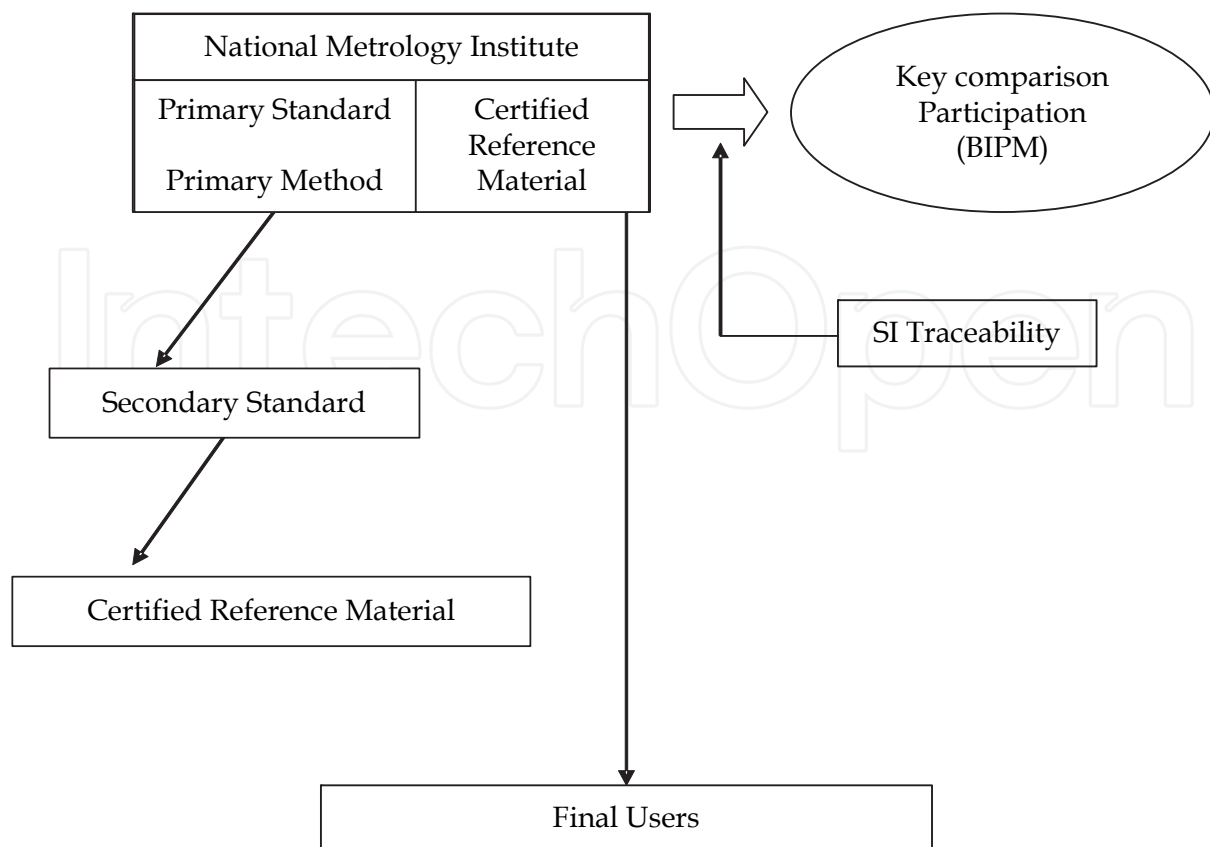 National Metrology Institute
Primary Standard
Primary Method
Certified
Reference
Material
Key comparison
Participation
(BIPM)
SI Traceability
Secondary Standard
Certified Reference Material
Final Users
IntechOpen